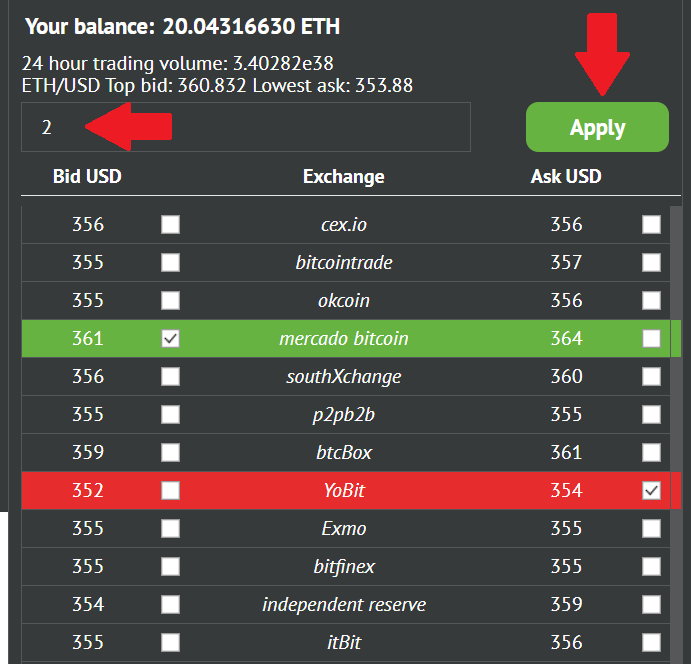 Your balance: 20.04316630 ETH
24 hour trading volume: 3.40282e38
ETH/USD Top bid: 360.832 Lowest ask: 353.88
2 Apply
Bid USD Exchange Ask USD
356 cex.io 356
355 bitcointrade 357
355 okcoin 356
361 mercado bitcoin 364
356 southXchange 360
355 p2pb2b 355
359 btcBox 361
352 YoBit 354
355 Exmo 355
355 bitfinex 355
354 independent reserve 359
355 itBit 356